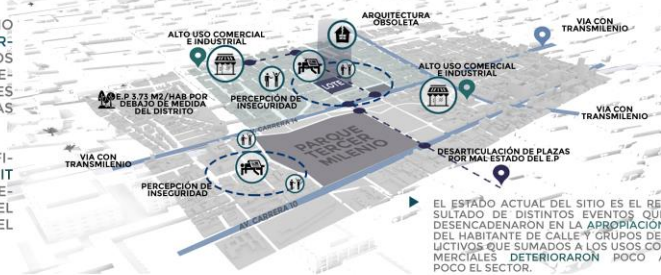 ARQUITECTURA
OBSOLETA
VIA CON
TRANSMILENIO
ALTO USO COMERCIAL
E INDUSTRIAL
ALTO USO COMERCIAL
E INDUSTRIAL
LOTE
E.P 3.73 M2/HAB POR
DEBAJO DE MEDIDA
DEL DISTRITO
PERCEPCIÓN DE
INSEGURIDAD
VIA CON
TRANSMILENIO
AV. CARRERA 14
PARQUE
TERCER
MILENIO
VIA CON
TRANSMILENIO
DESARTICULACIÓN DE PLAZAS
POR MAL ESTADO DEL E.P
PERCEPCIÓN DE
INSEGURIDAD
AV. CARRERA 10
EL ESTADO ACTUAL DEL SITIO ES EL RE-
SULTADO DE DISTINTOS EVENTOS QUE
DESENCADENARON EN LA APROPIACIÓN
DEL HABITANTE DE CALLE Y GRUPOS DE-
LICTIVOS QUE SUMADOS A LOS USOS CO-
MERCIALES DETERIORARON POCO A
POCO EL SECTOR.